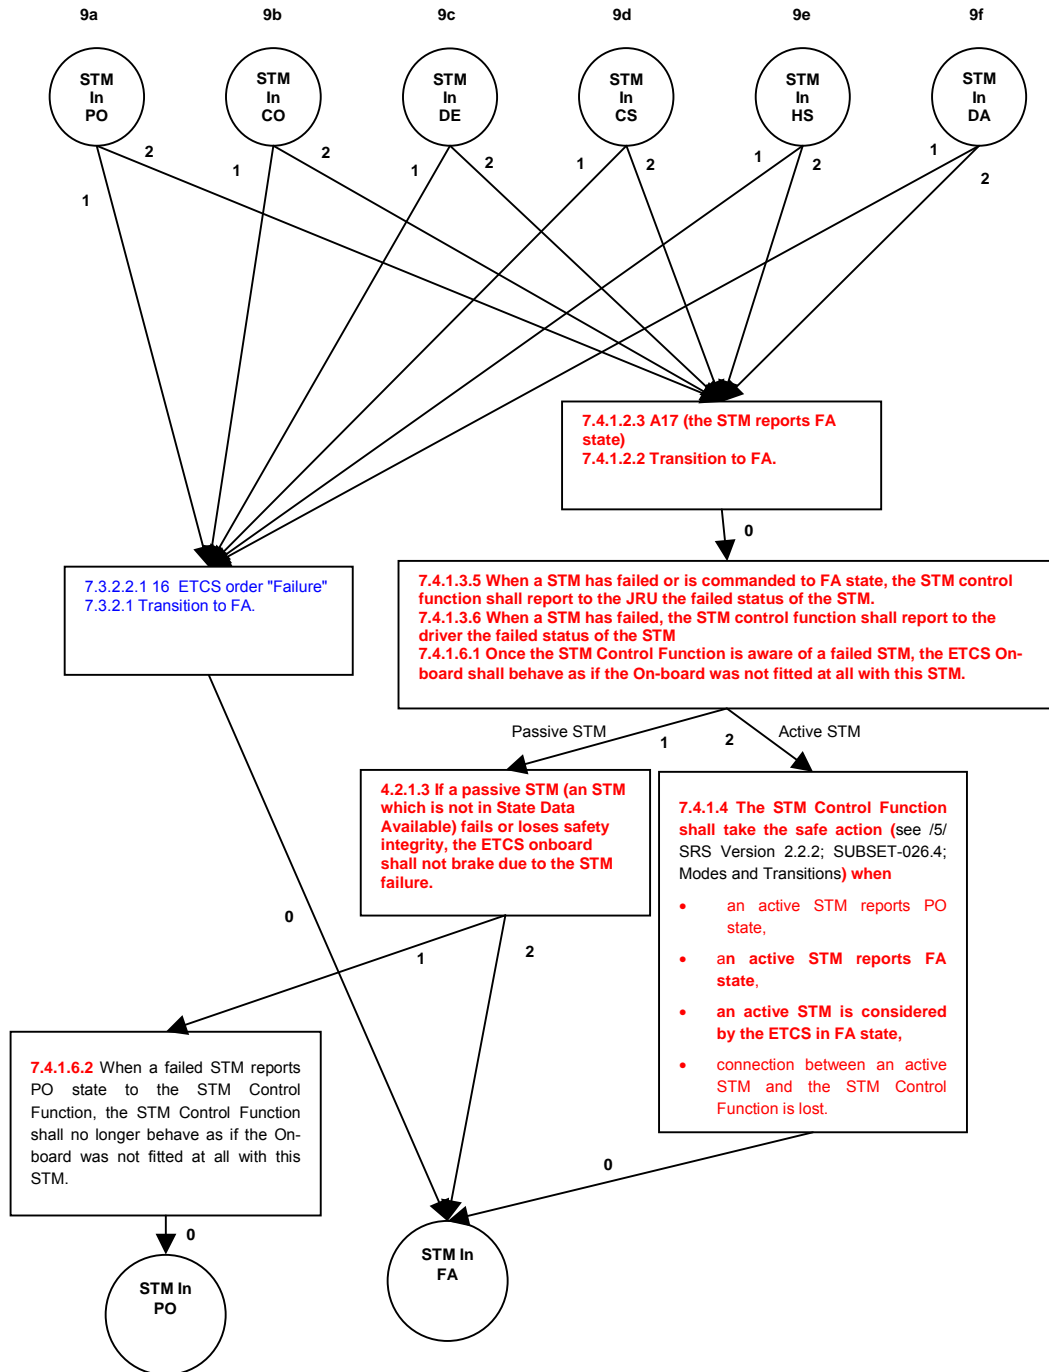 9a 9b 9c 9d 9e 9f
STM
In
PO
STM
In
CO
STM
In
DE
STM
In
CS
STM
In
HS
STM
In
DA
1 2 1 2 1 2 1 2 1 2 1 2
7.4.1.2.3 A17 (the STM reports FA
state)
7.4.1.2.2 Transition to FA.
0
7.3.2.2.1 16 ETCS order "Failure"
7.3.2.1 Transition to FA.
7.4.1.3.5 When a STM has failed or is commanded to FA state, the STM control
function shall report to the JRU the failed status of the STM.
7.4.1.3.6 When a STM has failed, the STM control function shall report to the
driver the failed status of the STM
7.4.1.6.1 Once the STM Control Function is aware of a failed STM, the ETCS On-
board shall behave as if the On-board was not fitted at all with this STM.
Passive STM 1 2 Active STM
4.2.1.3 If a passive STM (an STM
which is not in State Data
Available) fails or loses safety
integrity, the ETCS onboard
shall not brake due to the STM
failure.
7.4.1.4 The STM Control Function
shall take the safe action (see /5/
SRS Version 2.2.2; SUBSET-026.4;
Modes and Transitions) when
• an active STM reports PO
state,
• an active STM reports FA
state,
• an active STM is considered
by the ETCS in FA state,
• connection between an active
STM and the STM Control
Function is lost.
0
1
2
7.4.1.6.2 When a failed STM reports
PO state to the STM Control
Function, the STM Control Function
shall no longer behave as if the On-
board was not fitted at all with this
STM.
0
0
STM In
PO
STM In
FA